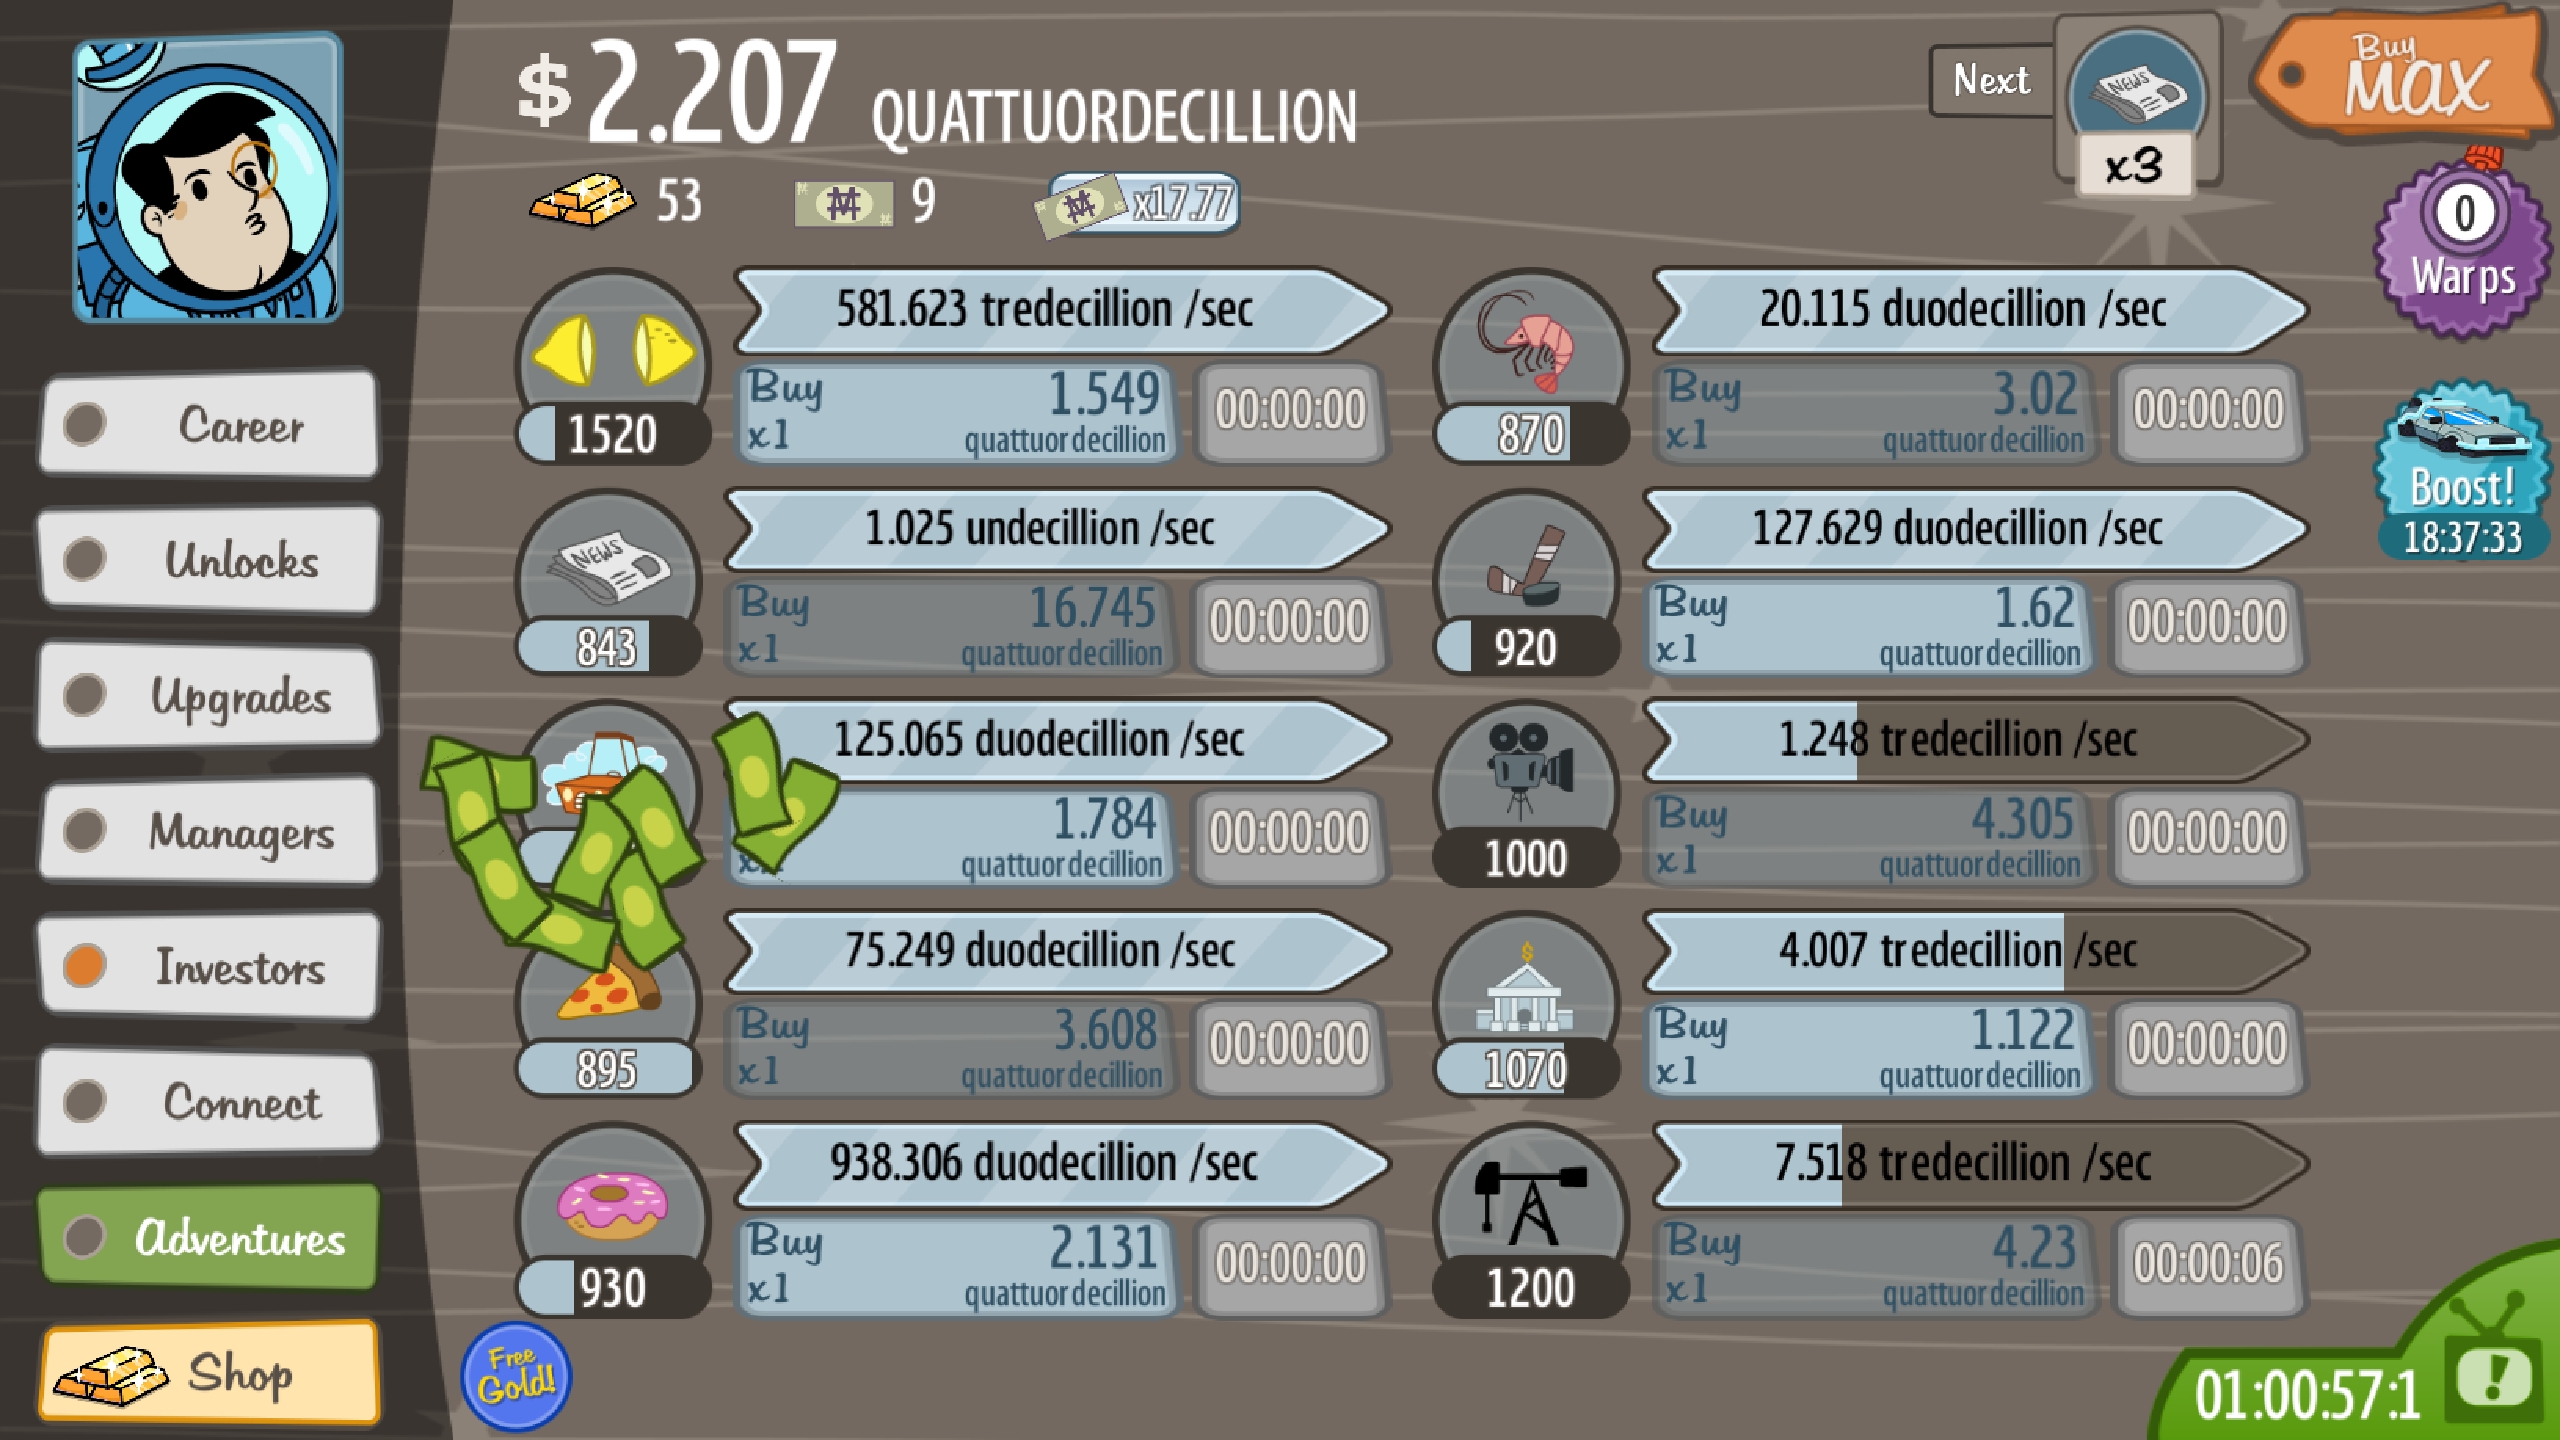 $2.207 QUATTUORDECILLION
53
9
x17.77
Next
NEWS
x3
Buy
MAX
0
Warps
Boost!
18:37:33
Career
Unlocks
Upgrades
Managers
Investors
Connect
Adventures
Shop
581.623 tredecillion /sec
1520
Buy 1.549
x1 quattuordecillion
00:00:00
20.115 duodecillion /sec
870
Buy 3.02
x1 quattuordecillion
00:00:00
1.025 undecillion /sec
NEWS
843
Buy 16.745
x1 quattuordecillion
00:00:00
127.629 duodecillion /sec
920
Buy 1.62
x1 quattuordecillion
00:00:00
125.065 duodecillion /sec
1.784
quattuordecillion
00:00:00
1.248 tredecillion /sec
1000
Buy 4.305
x1 quattuordecillion
00:00:00
75.249 duodecillion /sec
895
Buy 3.608
x1 quattuordecillion
00:00:00
4.007 tredecillion /sec
1070
Buy 1.122
x1 quattuordecillion
00:00:00
938.306 duodecillion /sec
930
Buy 2.131
x1 quattuordecillion
00:00:00
7.518 tredecillion /sec
1200
Buy 4.23
x1 quattuordecillion
00:00:06
Free
Gold!
01:00:57:1